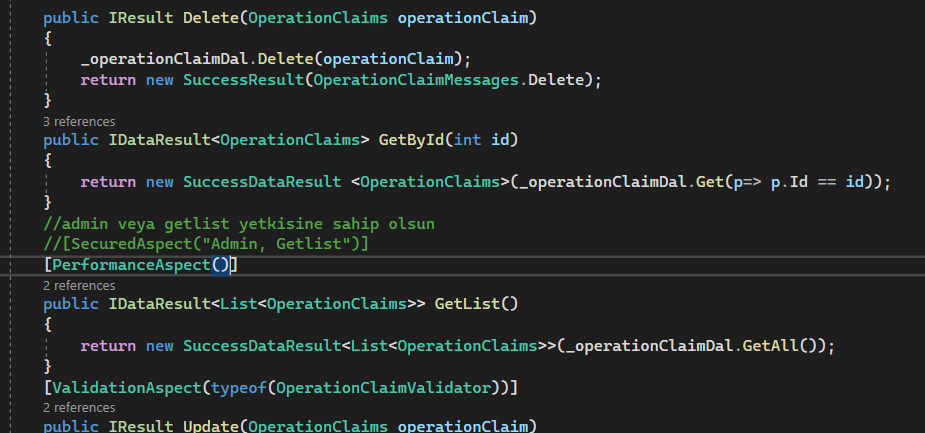 public IResult Delete(OperationClaims operationClaim)
{
_operationClaimDal.Delete(operationClaim);
return new SuccessResult(OperationClaimMessages.Delete);
}
3 references
public IDataResult<OperationClaims> GetById(int id)
{
return new SuccessDataResult <OperationClaims>(_operationClaimDal.Get(p=> p.Id == id));
}
//admin veya getlist yetkisine sahip olsun
//[SecuredAspect("Admin, Getlist")]
[PerformanceAspect()]
2 references
public IDataResult<List<OperationClaims>> GetList()
{
return new SuccessDataResult<List<OperationClaims>>(_operationClaimDal.GetAll());
}
[ValidationAspect(typeof(OperationClaimValidator))]
2 references
public IResult Update(OperationClaims operationClaim)